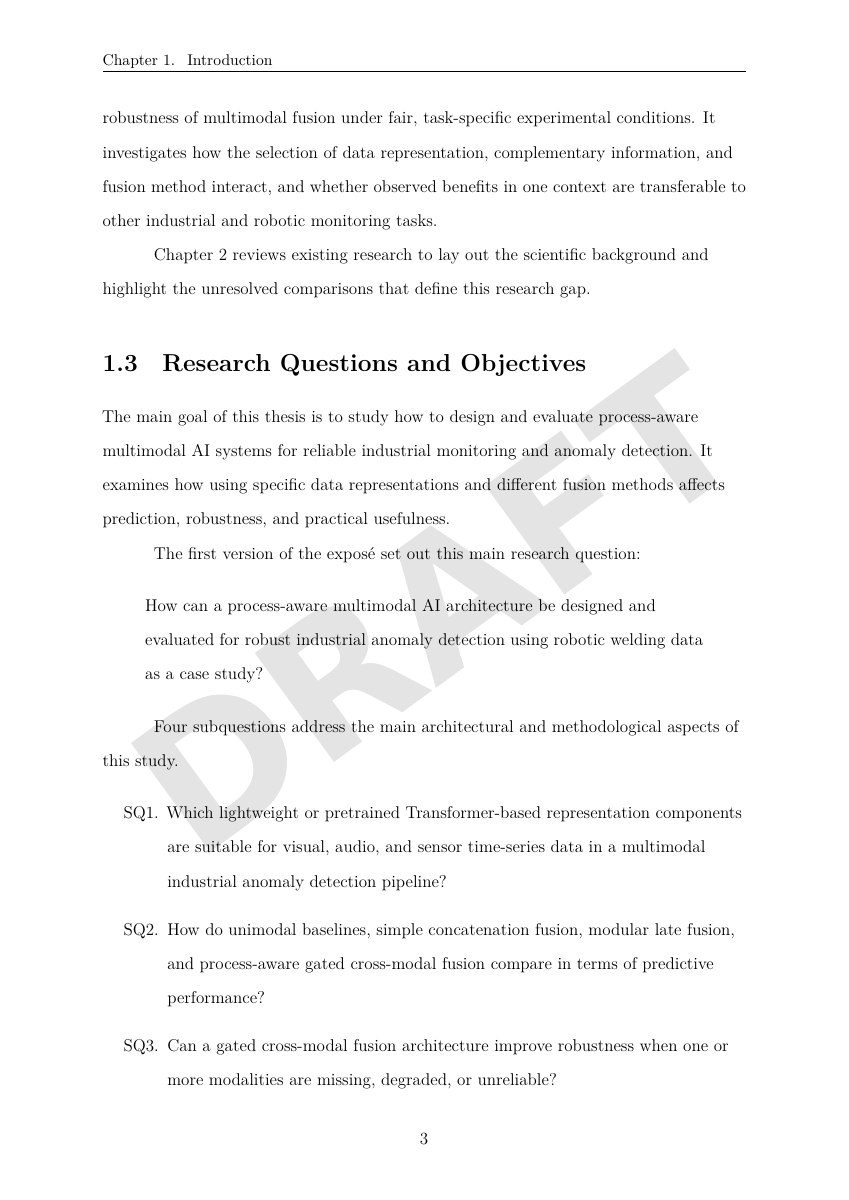 Chapter 1. Introduction
robustness of multimodal fusion under fair, task-specific experimental conditions. It
investigates how the selection of data representation, complementary information, and
fusion method interact, and whether observed benefits in one context are transferable to
other industrial and robotic monitoring tasks.
Chapter 2 reviews existing research to lay out the scientific background and
highlight the unresolved comparisons that define this research gap.
1.3 Research Questions and Objectives
The main goal of this thesis is to study how to design and evaluate process-aware
multimodal AI systems for reliable industrial monitoring and anomaly detection. It
examines how using specific data representations and different fusion methods affects
prediction, robustness, and practical usefulness.
The first version of the exposé set out this main research question:
How can a process-aware multimodal AI architecture be designed and
evaluated for robust industrial anomaly detection using robotic welding data
as a case study?
Four subquestions address the main architectural and methodological aspects of
this study.
SQ1. Which lightweight or pretrained Transformer-based representation components
are suitable for visual, audio, and sensor time-series data in a multimodal
industrial anomaly detection pipeline?
SQ2. How do unimodal baselines, simple concatenation fusion, modular late fusion,
and process-aware gated cross-modal fusion compare in terms of predictive
performance?
SQ3. Can a gated cross-modal fusion architecture improve robustness when one or
more modalities are missing, degraded, or unreliable?
3
DRAFT